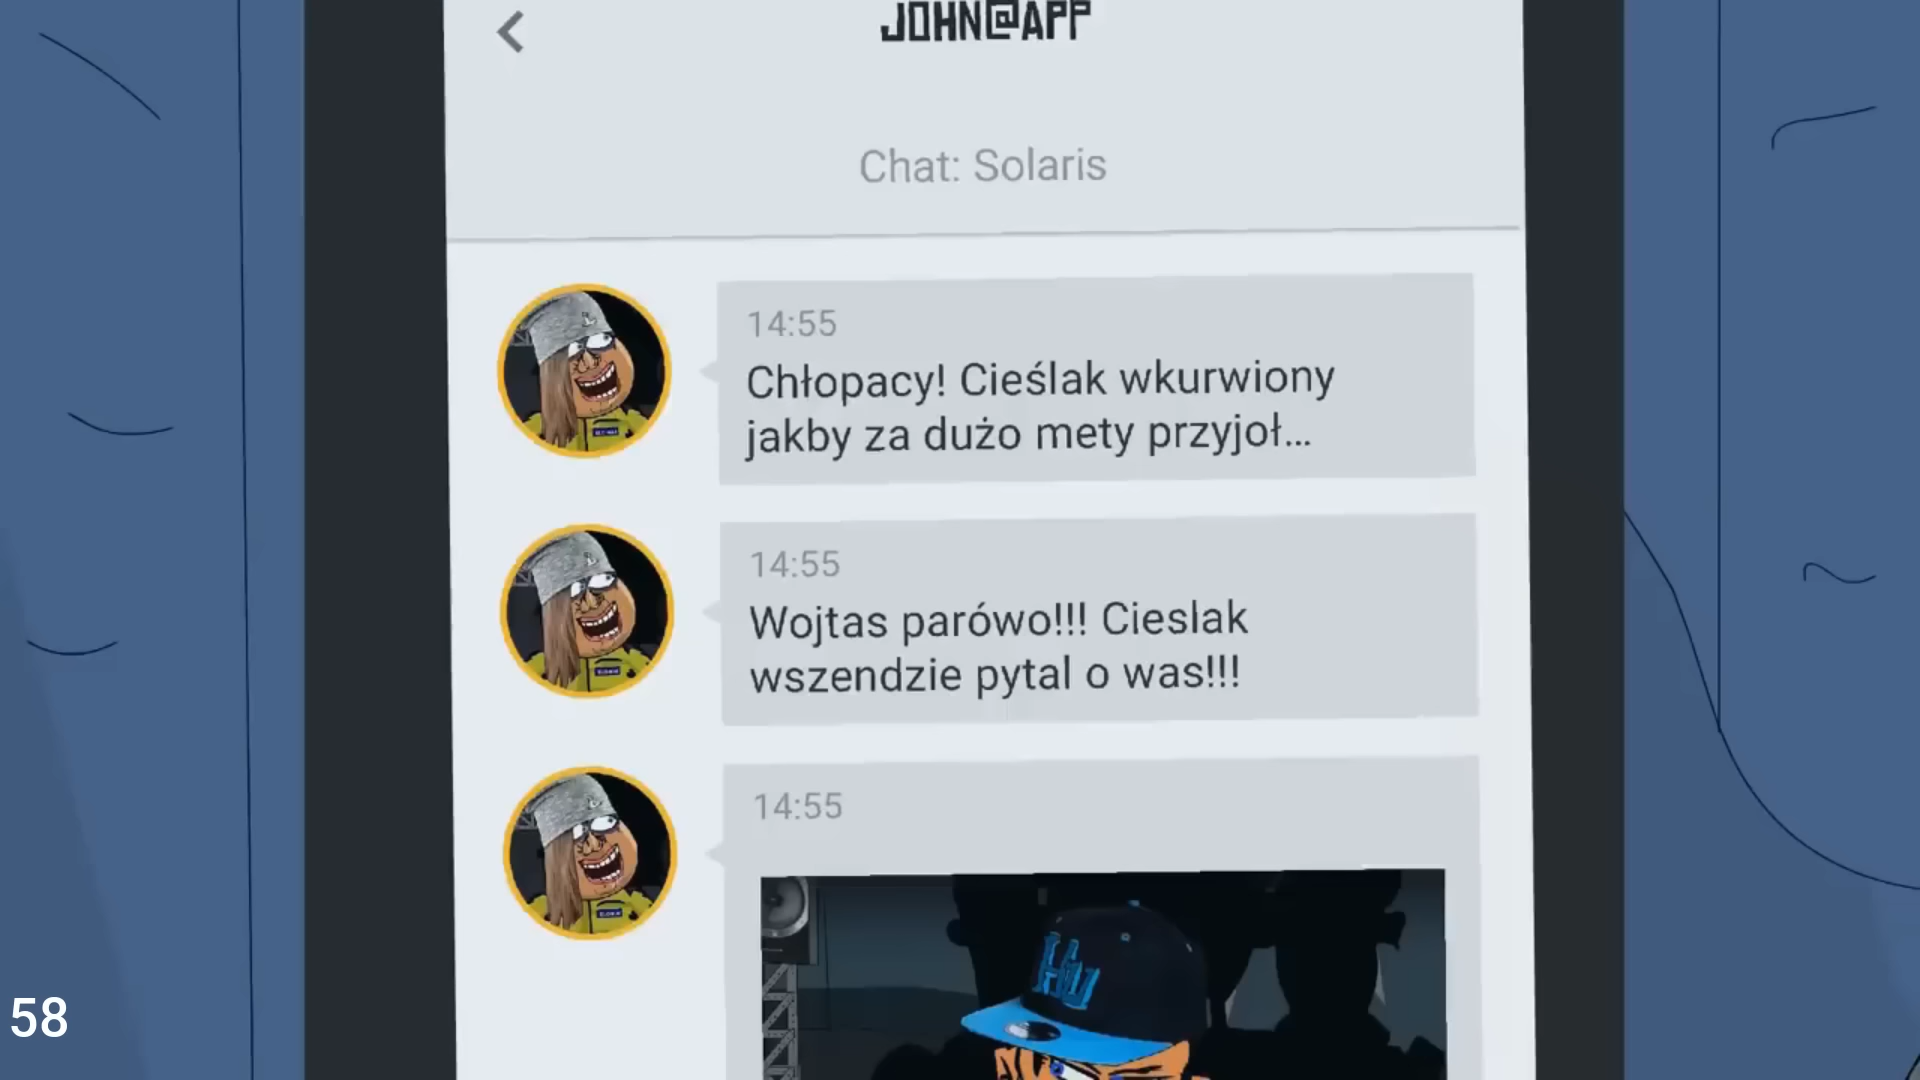 JOHN@APP
Chat: Solaris
14:55
Chłopacy! Cieślak wkurwiony
jakby za dużo mety przyjoł...
14:55
Wojtas parówo!!! Cieslak
wszendzie pytal o was!!!
14:55
HU
58